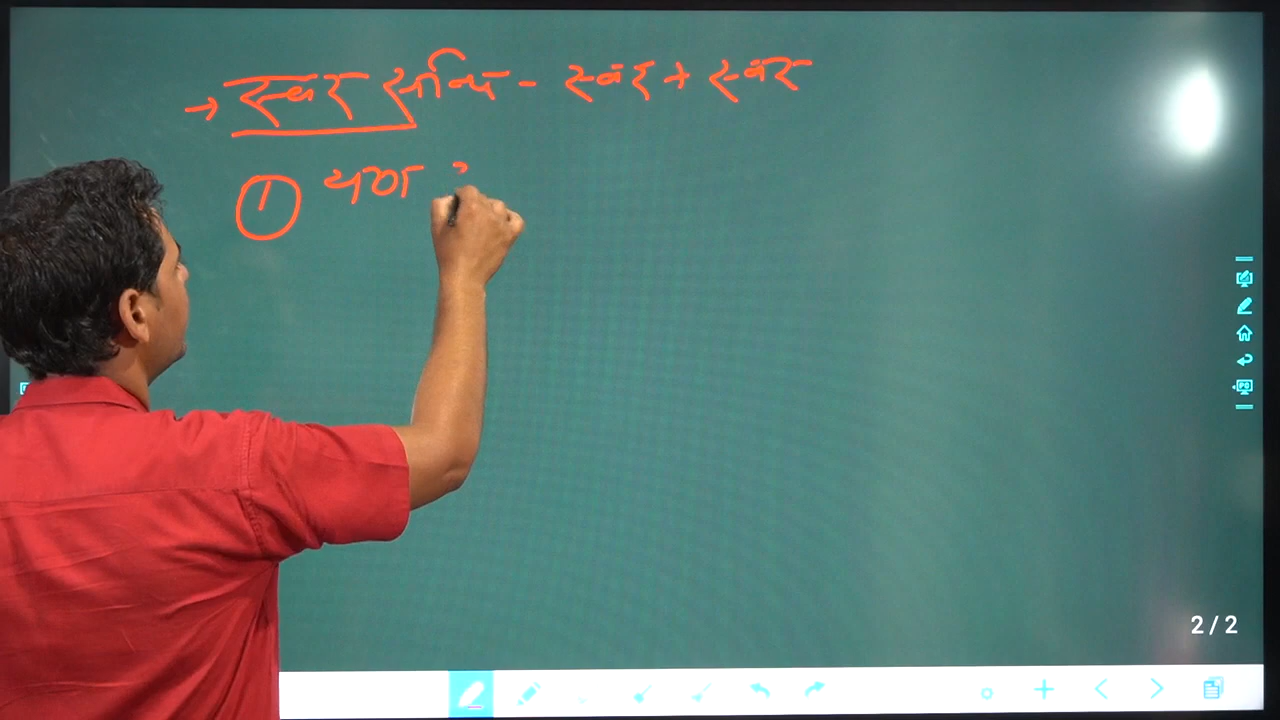 → स्वर सन्धि - स्वर + स्वर
① यण
2/2